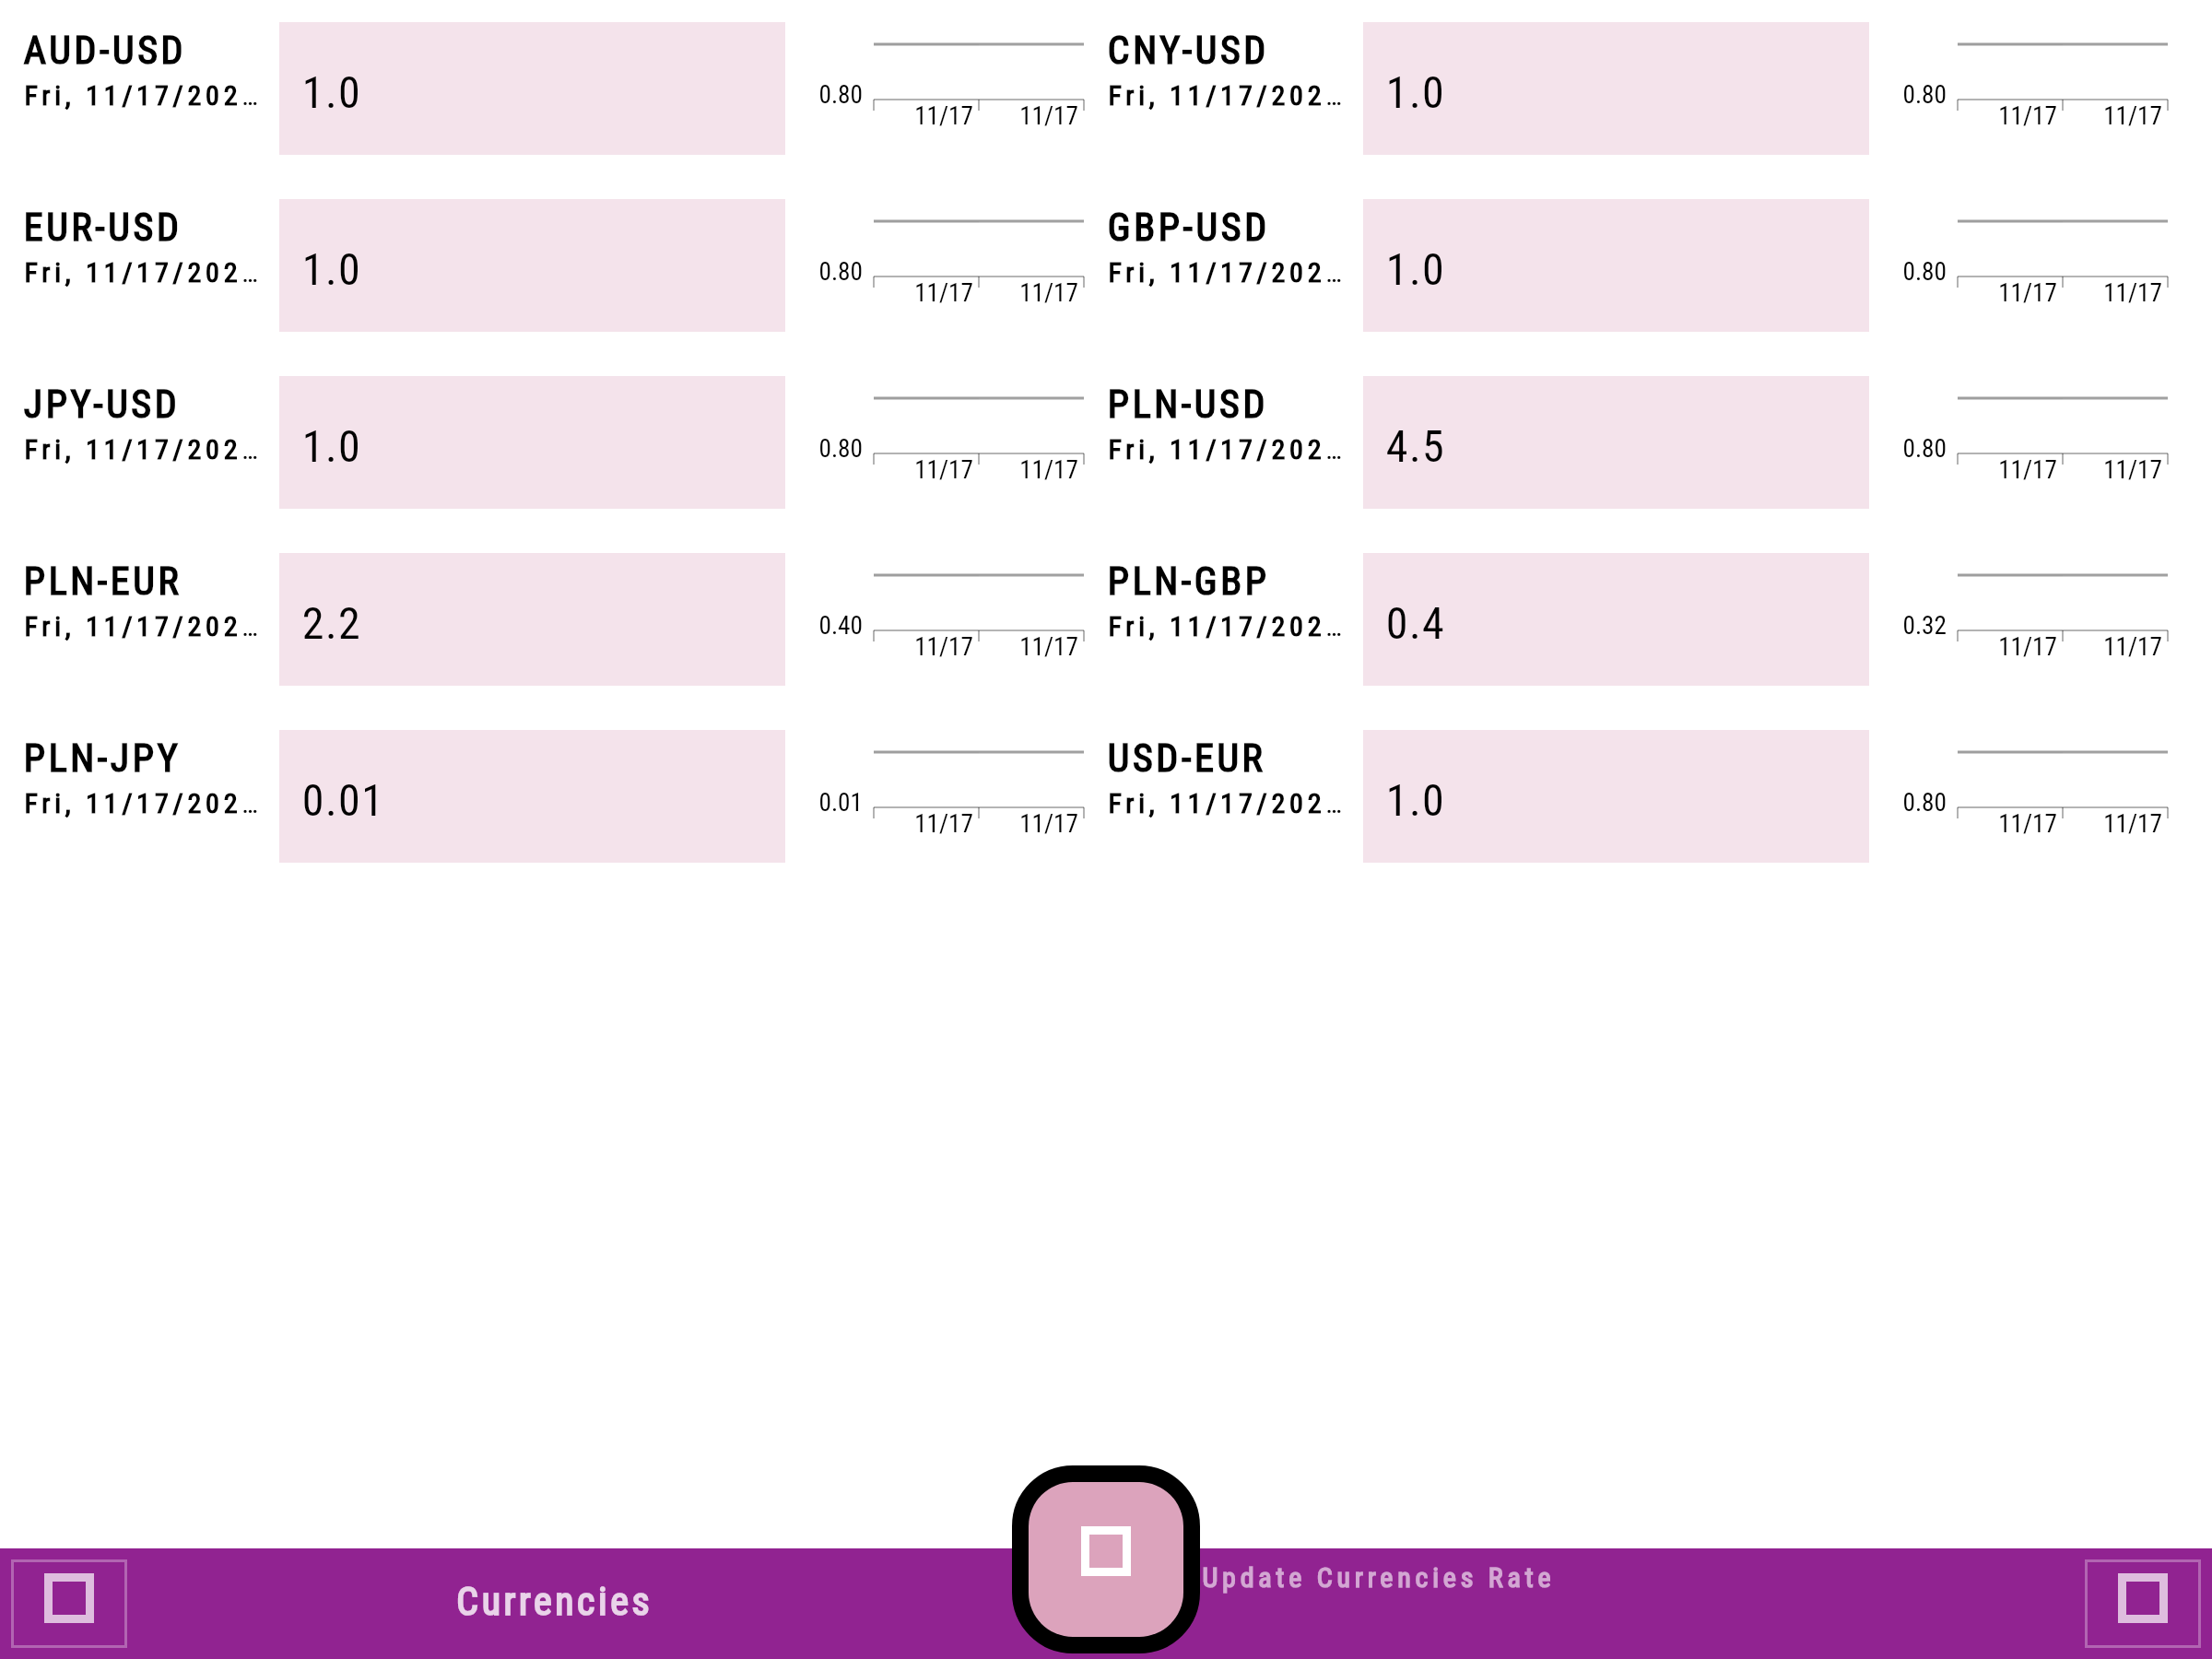 AUD-USD
Fri, 11/17/202…
1.0
0.80
11/17 11/17
CNY-USD
Fri, 11/17/202…
1.0
0.80
11/17 11/17
EUR-USD
Fri, 11/17/202…
1.0
0.80
11/17 11/17
GBP-USD
Fri, 11/17/202…
1.0
0.80
11/17 11/17
JPY-USD
Fri, 11/17/202…
1.0
0.80
11/17 11/17
PLN-USD
Fri, 11/17/202…
4.5
0.80
11/17 11/17
PLN-EUR
Fri, 11/17/202…
2.2
0.40
11/17 11/17
PLN-GBP
Fri, 11/17/202…
0.4
0.32
11/17 11/17
PLN-JPY
Fri, 11/17/202…
0.01
0.01
11/17 11/17
USD-EUR
Fri, 11/17/202…
1.0
0.80
11/17 11/17
Currencies
Update Currencies Rate